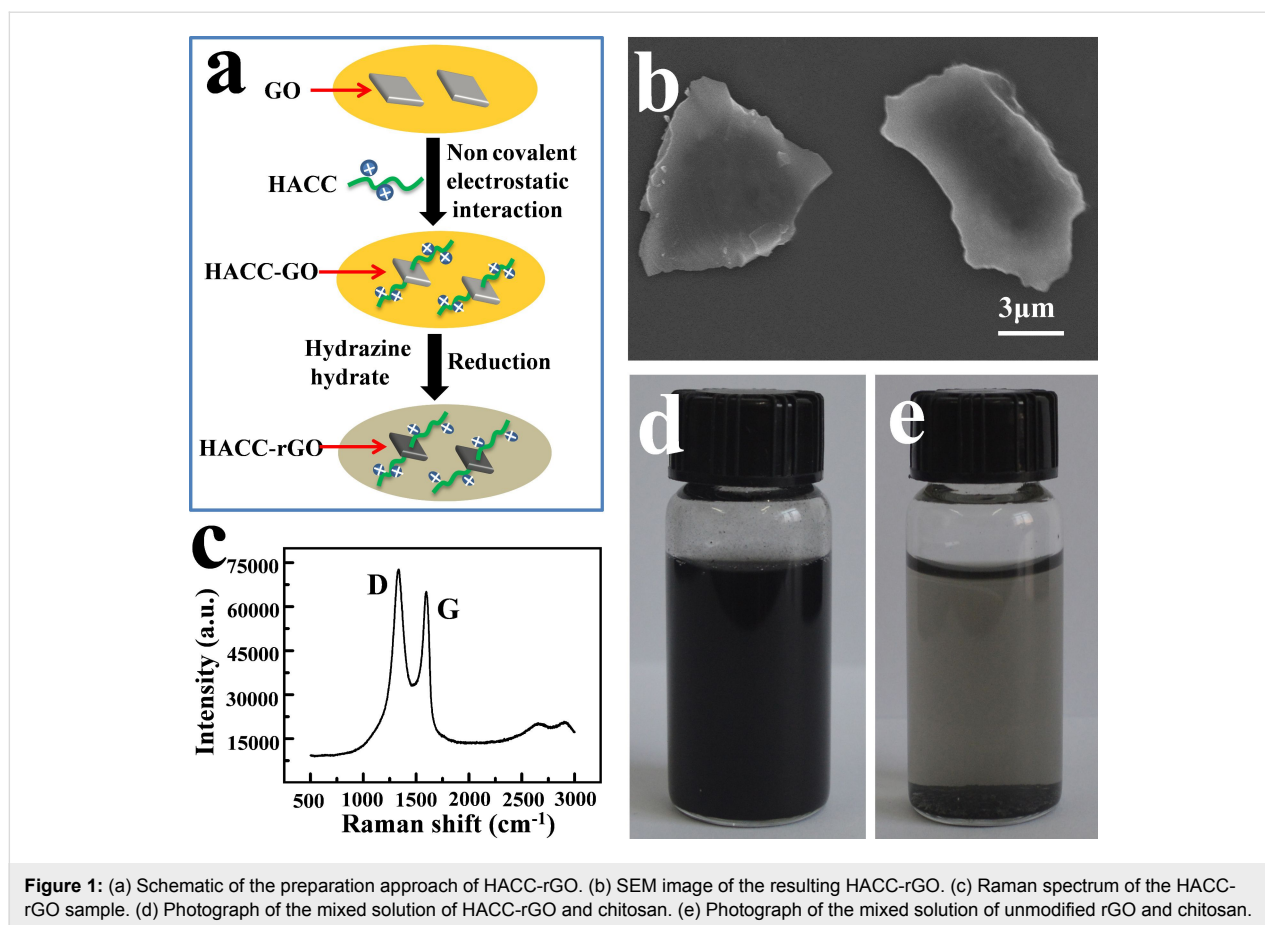 a
GO
HACC
Non covalent
electrostatic
interaction
HACC-GO
Hydrazine
hydrate
Reduction
HACC-rGO
b
3µm
c
75000
60000
45000
30000
15000
Intensity (a.u.)
D
G
500 1000 1500 2000 2500 3000
Raman shift (cm⁻¹)
d
e
Figure 1: (a) Schematic of the preparation approach of HACC-rGO. (b) SEM image of the resulting HACC-rGO. (c) Raman spectrum of the HACC-
rGO sample. (d) Photograph of the mixed solution of HACC-rGO and chitosan. (e) Photograph of the mixed solution of unmodified rGO and chitosan.